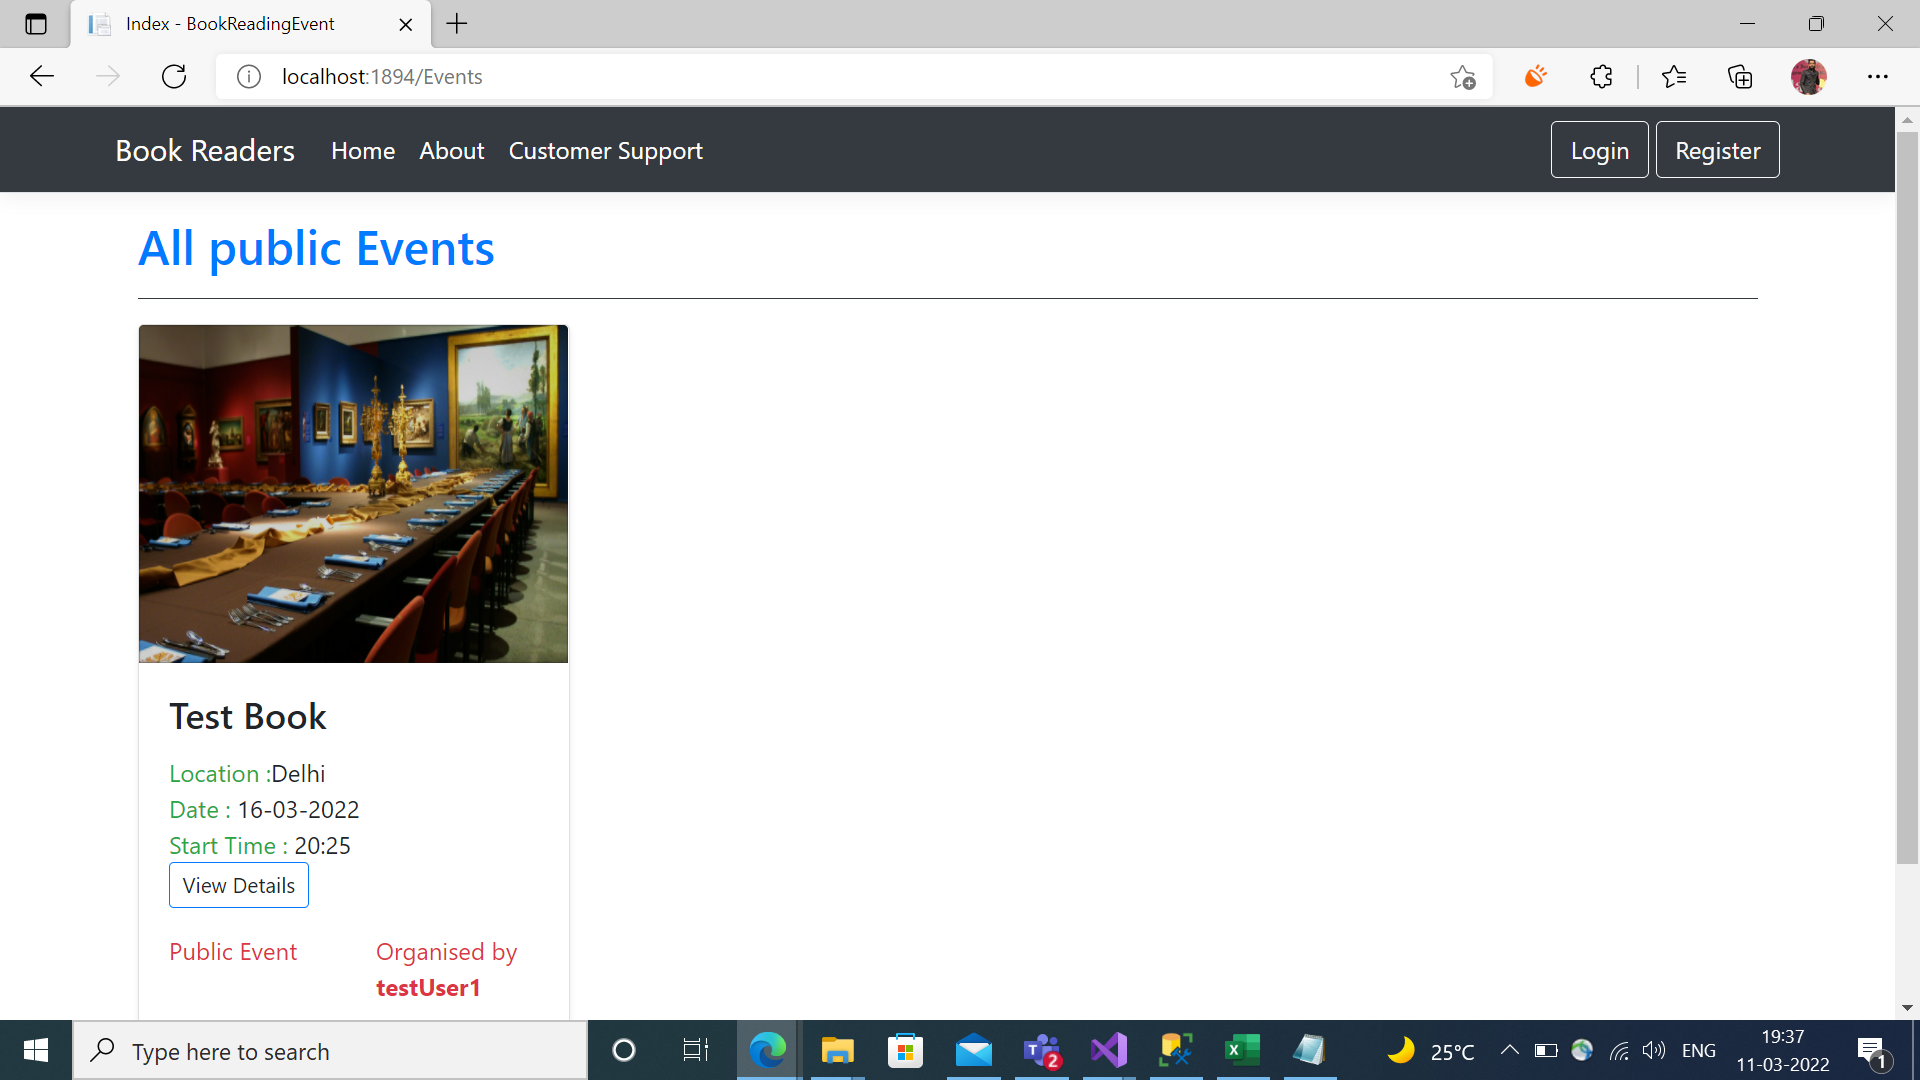 Index - BookReadingEvent
localhost:1894/Events
Book Readers Home About Customer Support Login Register
All public Events
Test Book
Location :Delhi
Date : 16-03-2022
Start Time : 20:25
View Details
Public Event Organised by
testUser1
Type here to search
2
25°C
ENG
19:37
11-03-2022
1